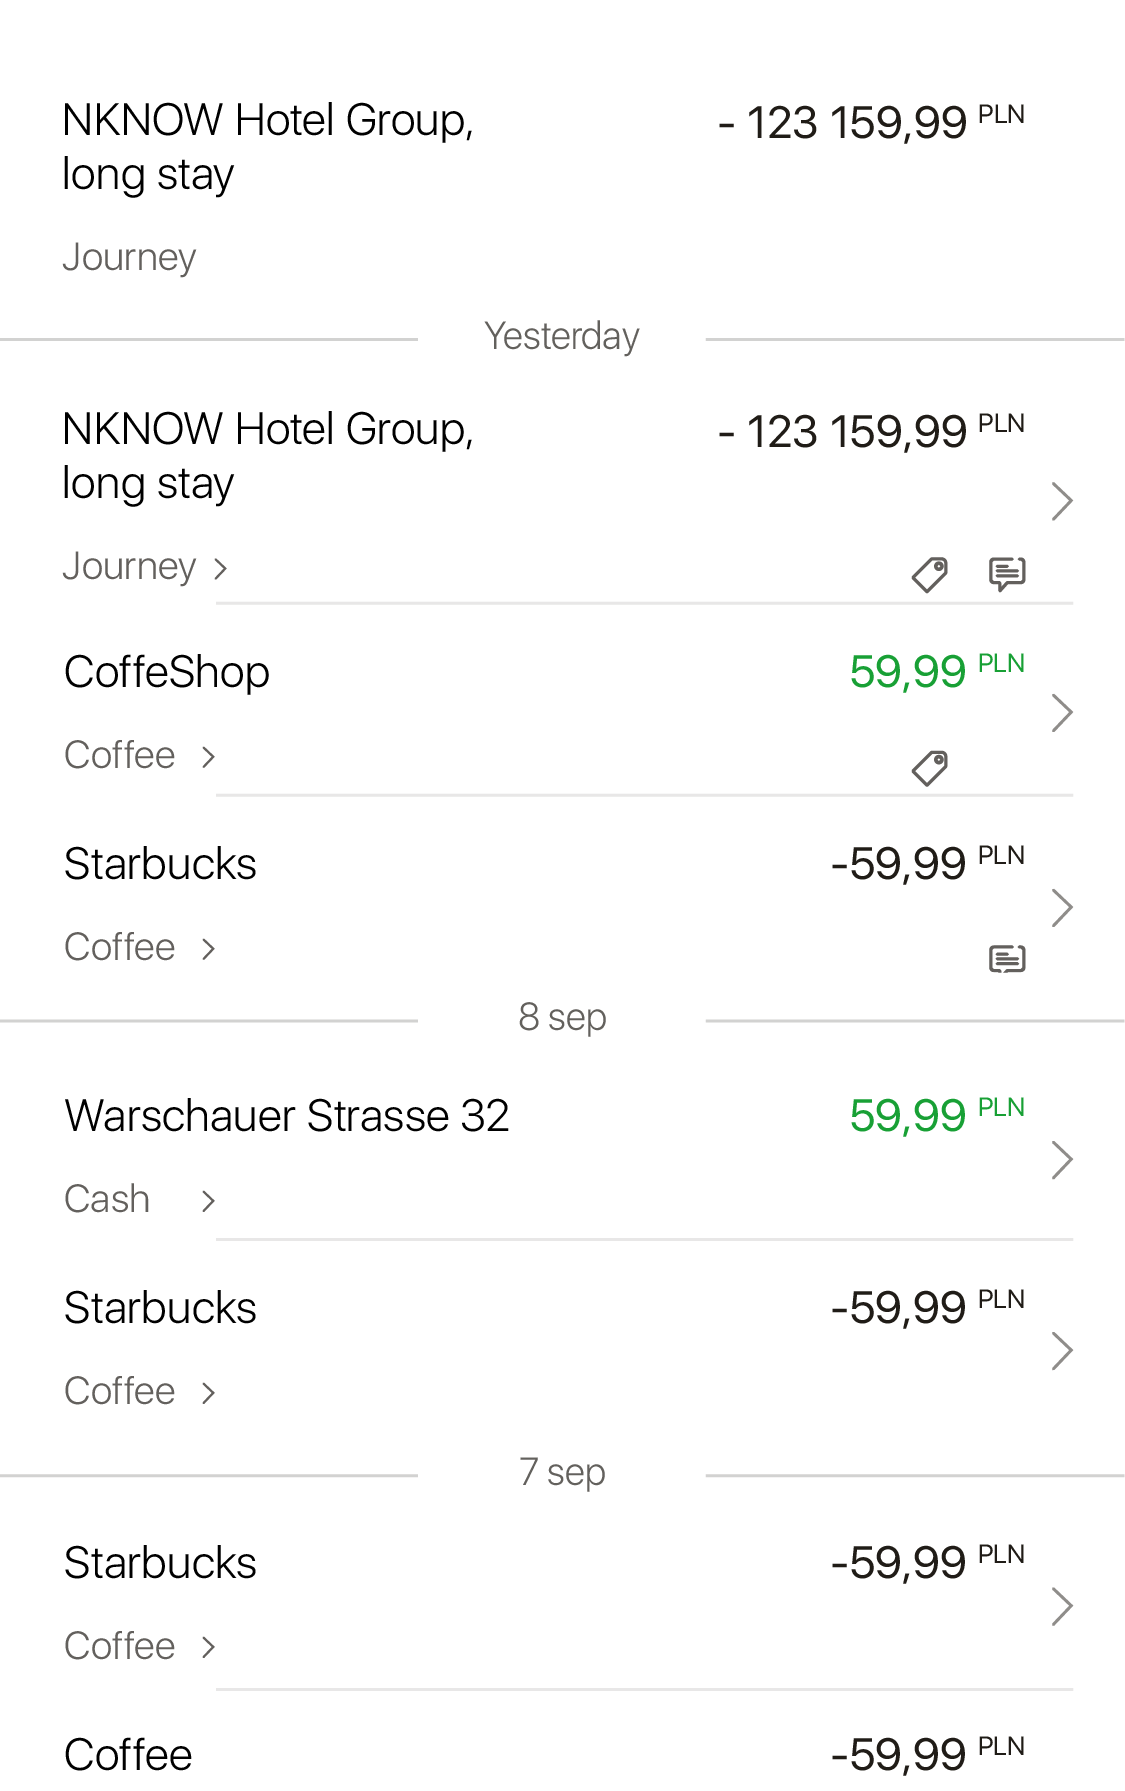 NKNOW Hotel Group, - 123 159,99 PLN
long stay
Journey
Yesterday
NKNOW Hotel Group, - 123 159,99 PLN
long stay
Journey
CoffeShop 59,99 PLN
Coffee
Starbucks -59,99 PLN
Coffee
8 sep
Warschauer Strasse 32 59,99 PLN
Cash
Starbucks -59,99 PLN
Coffee
7 sep
Starbucks -59,99 PLN
Coffee
Coffee -59,99 PLN